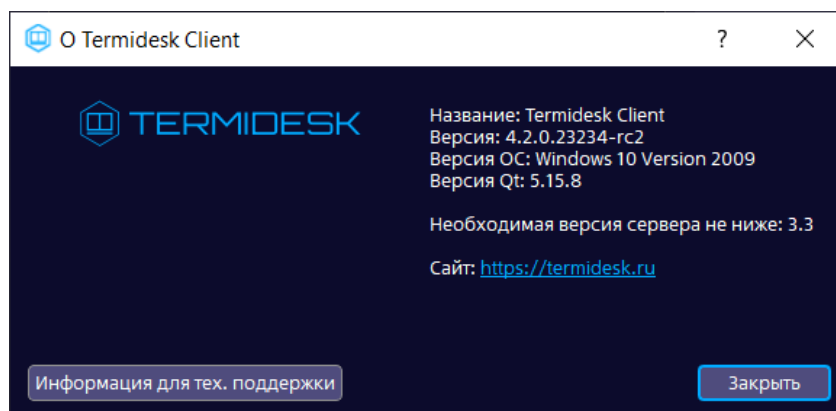 О Termidesk Client
TERMIDESK
Название: Termidesk Client
Версия: 4.2.0.23234-rc2
Версия ОС: Windows 10 Version 2009
Версия Qt: 5.15.8
Необходимая версия сервера не ниже: 3.3
Сайт: https://termidesk.ru
Информация для тех. поддержки
Закрыть